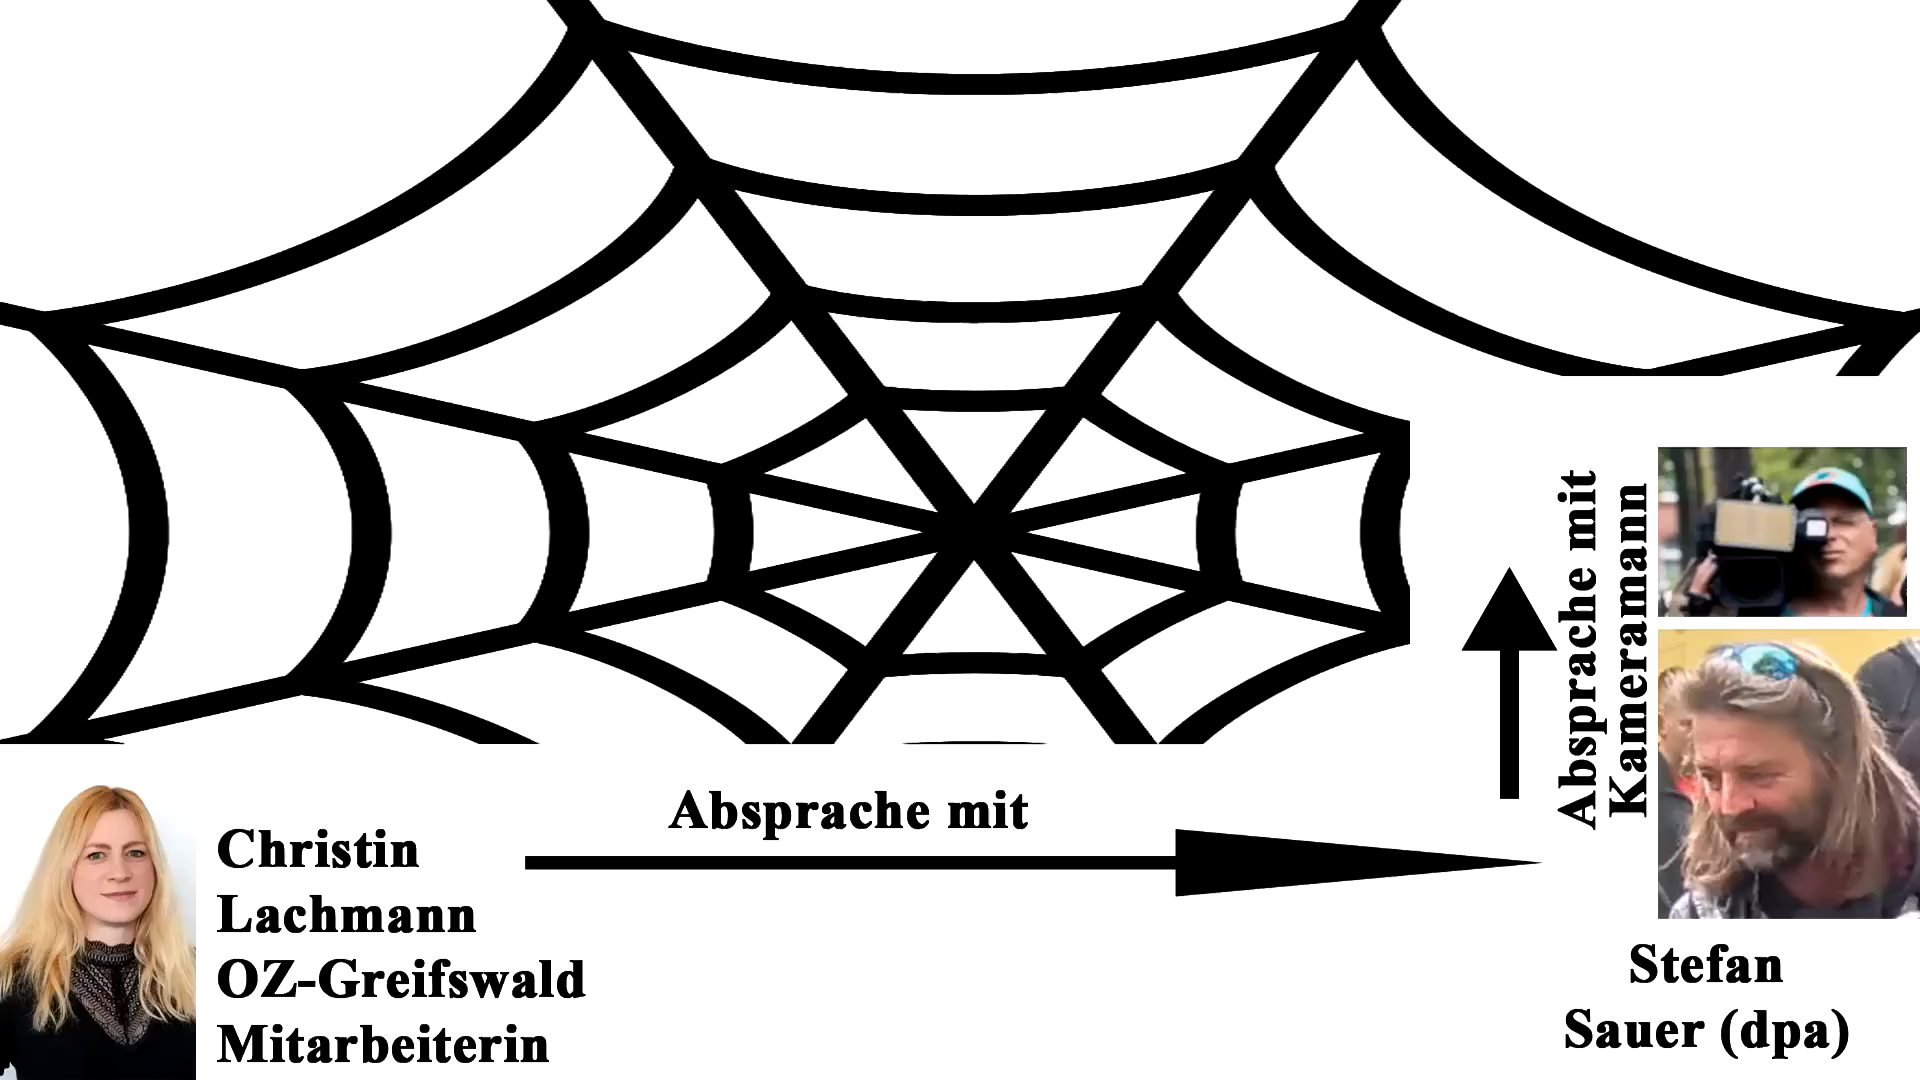 Absprache mit
Kameramann
Absprache mit
Christin
Lachmann
OZ-Greifswald
Mitarbeiterin
Stefan
Sauer (dpa)